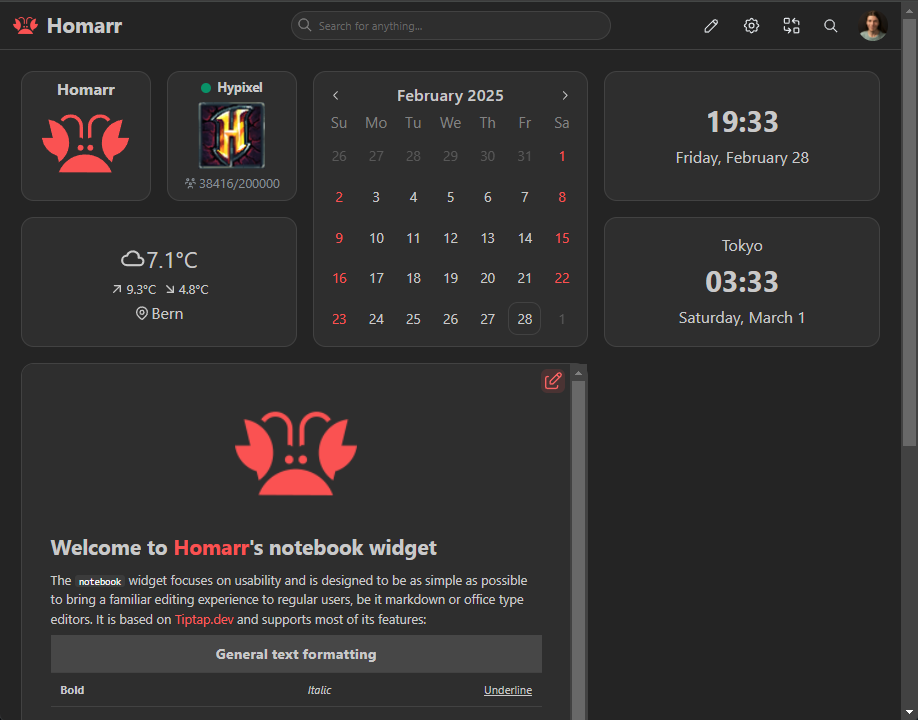 Homarr
Search for anything...
Homarr
Hypixel
H
38416/200000
February 2025
Su Mo Tu We Th Fr Sa
26 27 28 29 30 31 1
2 3 4 5 6 7 8
9 10 11 12 13 14 15
16 17 18 19 20 21 22
23 24 25 26 27 28 1
19:33
Friday, February 28
7.1°C
9.3°C 4.8°C
Bern
Tokyo
03:33
Saturday, March 1
Welcome to Homarr's notebook widget
The notebook widget focuses on usability and is designed to be as simple as possible
to bring a familiar editing experience to regular users, be it markdown or office type
editors. It is based on Tiptap.dev and supports most of its features:
General text formatting
Bold Italic Underline